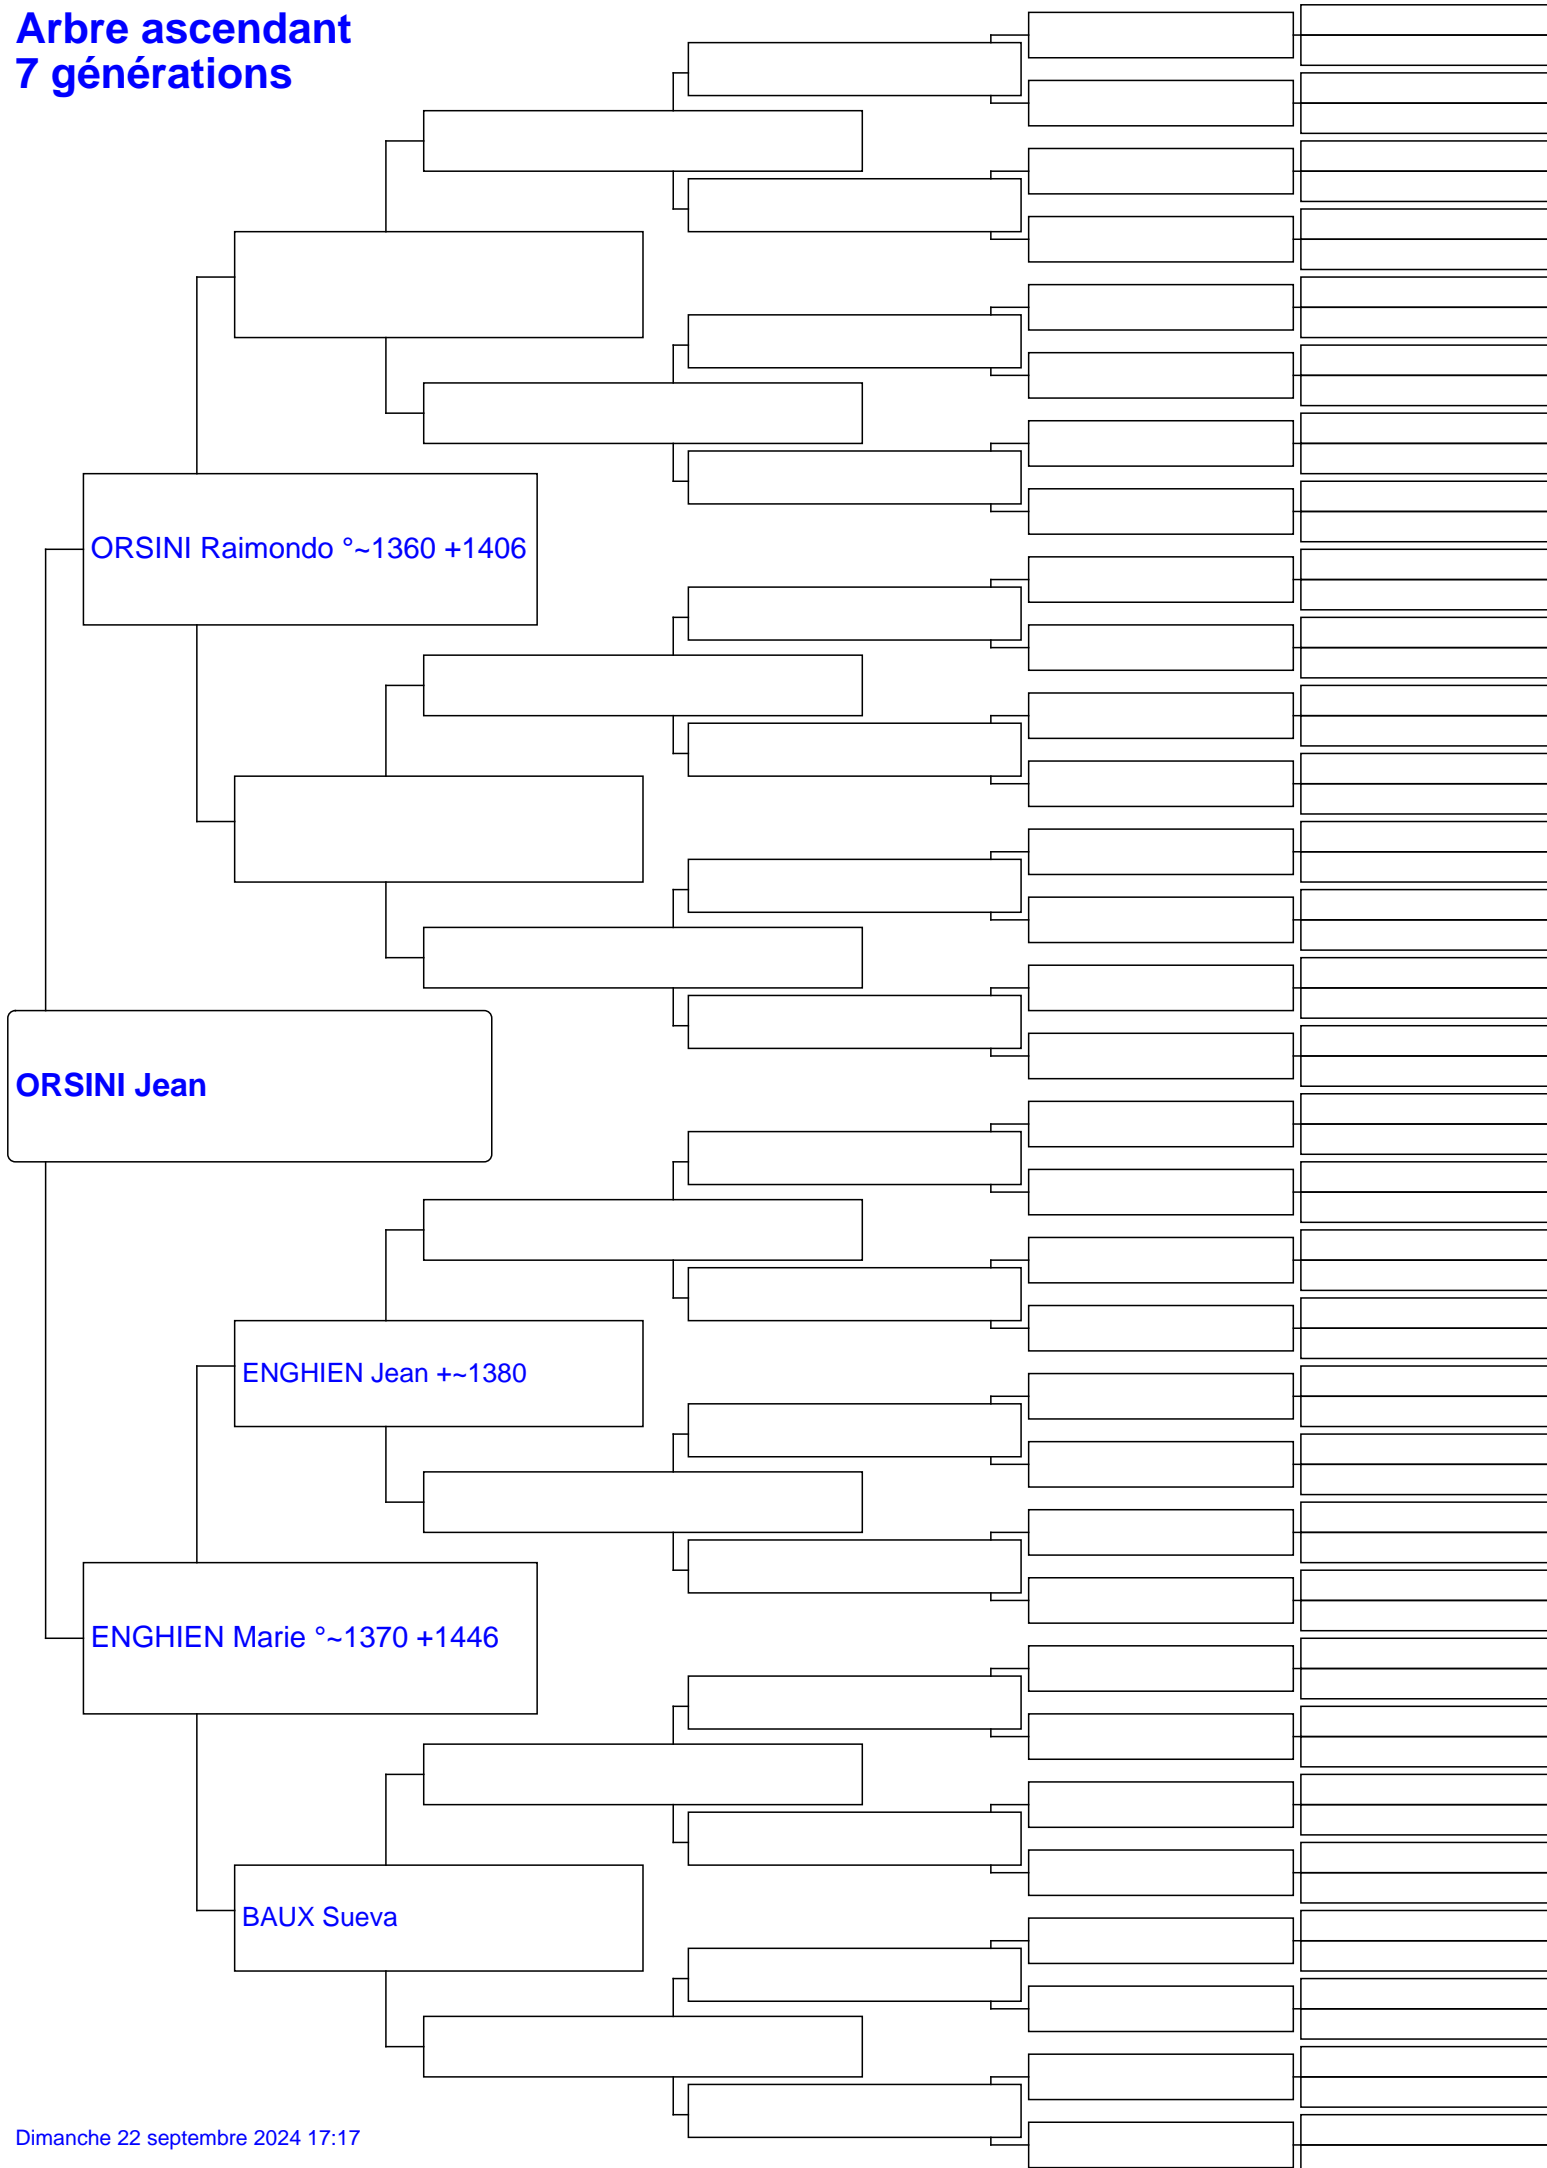 Arbre ascendant
7 générations
ORSINI Raimondo °~1360 +1406
ORSINI Jean
ENGHIEN Jean +~1380
ENGHIEN Marie °~1370 +1446
BAUX Sueva
Dimanche 22 septembre 2024 17:17